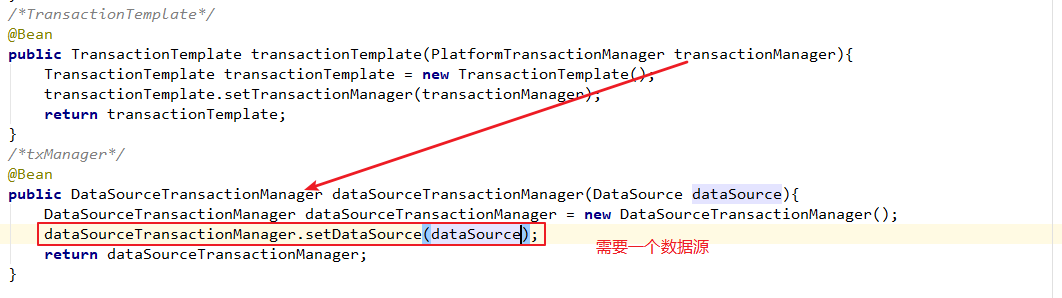 /*TransactionTemplate*/
@Bean
public TransactionTemplate transactionTemplate(PlatformTransactionManager transactionManager){
    TransactionTemplate transactionTemplate = new TransactionTemplate();
    transactionTemplate.setTransactionManager(transactionManager);
    return transactionTemplate;
}
/*txManager*/
@Bean
public DataSourceTransactionManager dataSourceTransactionManager(DataSource dataSource){
    DataSourceTransactionManager dataSourceTransactionManager = new DataSourceTransactionManager();
    dataSourceTransactionManager.setDataSource(dataSource);
需要一个数据源
    return dataSourceTransactionManager;
}